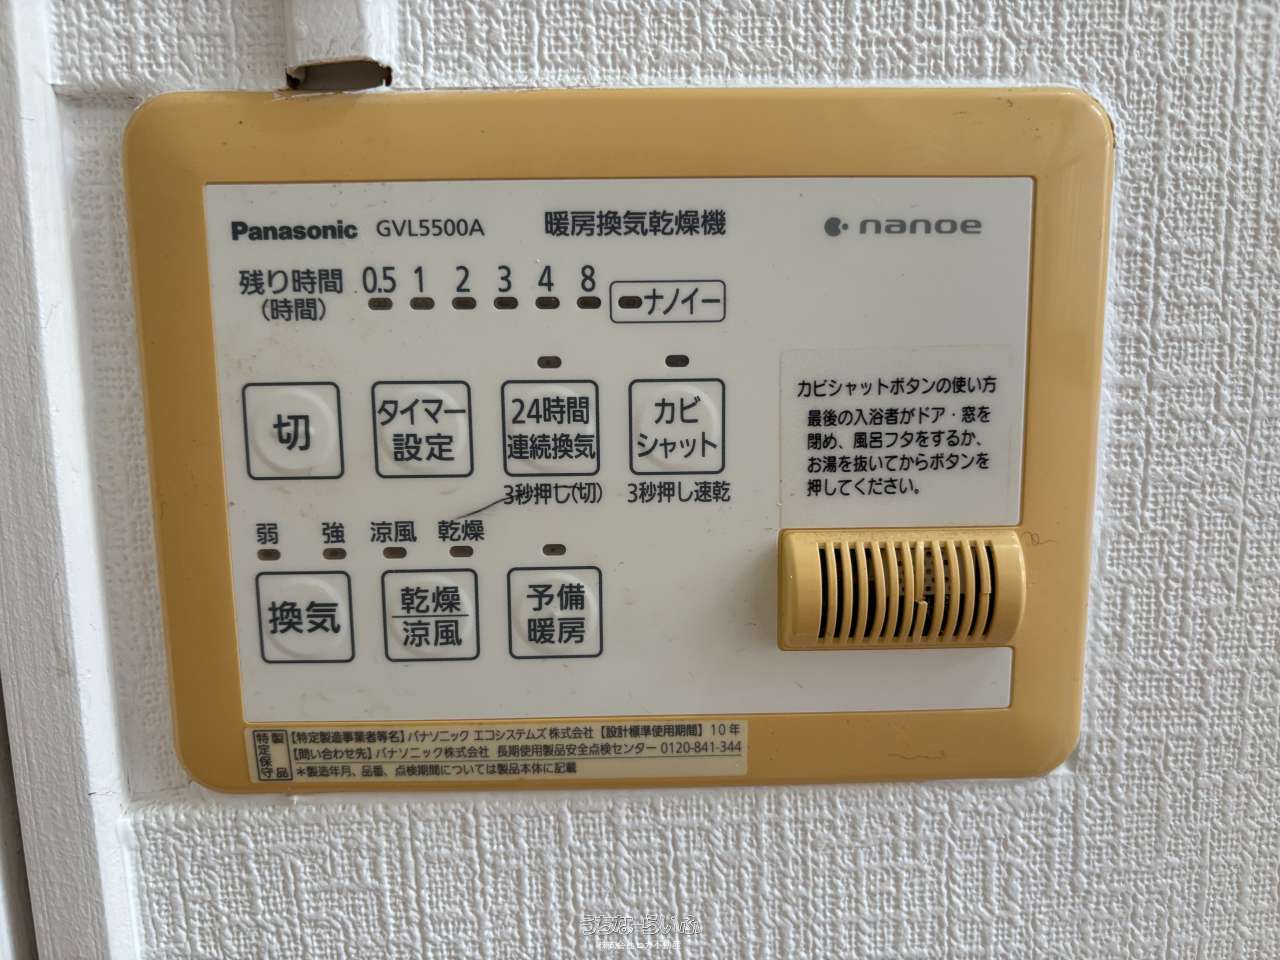 Panasonic GVL5500A 暖房換気乾燥機 nanoe
残り時間 0.5 1 2 3 4 8
(時間) ナノイー
切
タイマー
設定
24時間
連続換気
カビ
シャット
3秒押し(切) 3秒押し速乾
カビシャットボタンの使い方
最後の入浴者がドア・窓を
閉め、風呂フタをするか、
お湯を抜いてからボタンを
押してください。
弱 強 涼風 乾燥
換気
乾燥
涼風
予備
暖房
特定保守製品
【特定製造事業者等名】パナソニック エコシステムズ株式会社【設計標準使用期間】10年
【問い合わせ先】パナソニック株式会社 長期使用製品安全点検センター 0120-841-344
*製造年月、品番、点検期間については製品本体に記載
うちなーらいふ